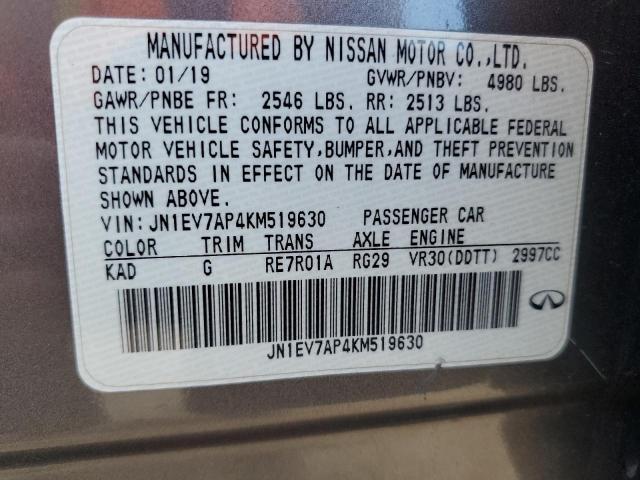 MANUFACTURED BY NISSAN MOTOR CO.,LTD.
DATE: 01/19 GVWR/PNBV: 4980 LBS.
GAWR/PNBE FR: 2546 LBS. RR: 2513 LBS.
THIS VEHICLE CONFORMS TO ALL APPLICABLE FEDERAL
MOTOR VEHICLE SAFETY,BUMPER,AND THEFT PREVENTION
STANDARDS IN EFFECT ON THE DATE OF MANUFACTURE
SHOWN ABOVE.
VIN: JN1EV7AP4KM519630 PASSENGER CAR
COLOR TRIM TRANS AXLE ENGINE
KAD G RE7R01A RG29 VR30(DDTT) 2997CC
JN1EV7AP4KM519630